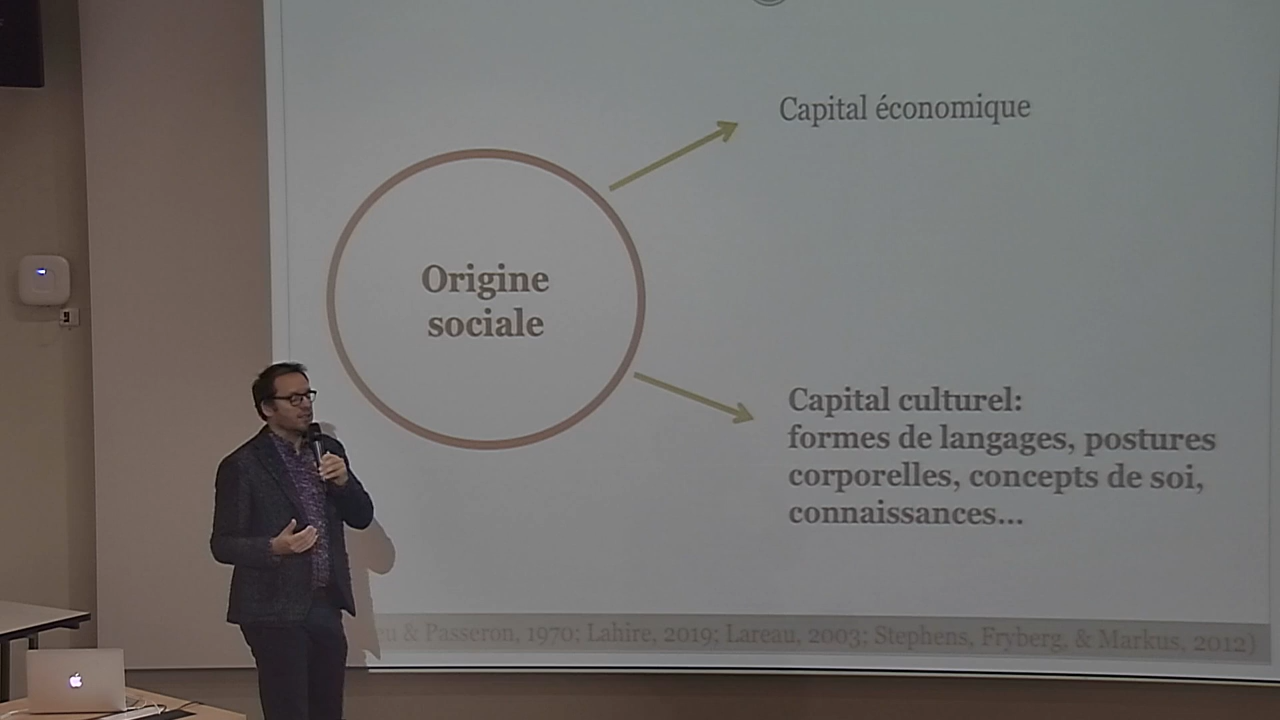 Capital économique
Origine
sociale
Capital culturel:
formes de langages, postures
corporelles, concepts de soi,
connaissances...
& Passeron, 1970; Lahire, 2019; Lareau, 2003; Stephens, Fryberg, & Markus, 2012)